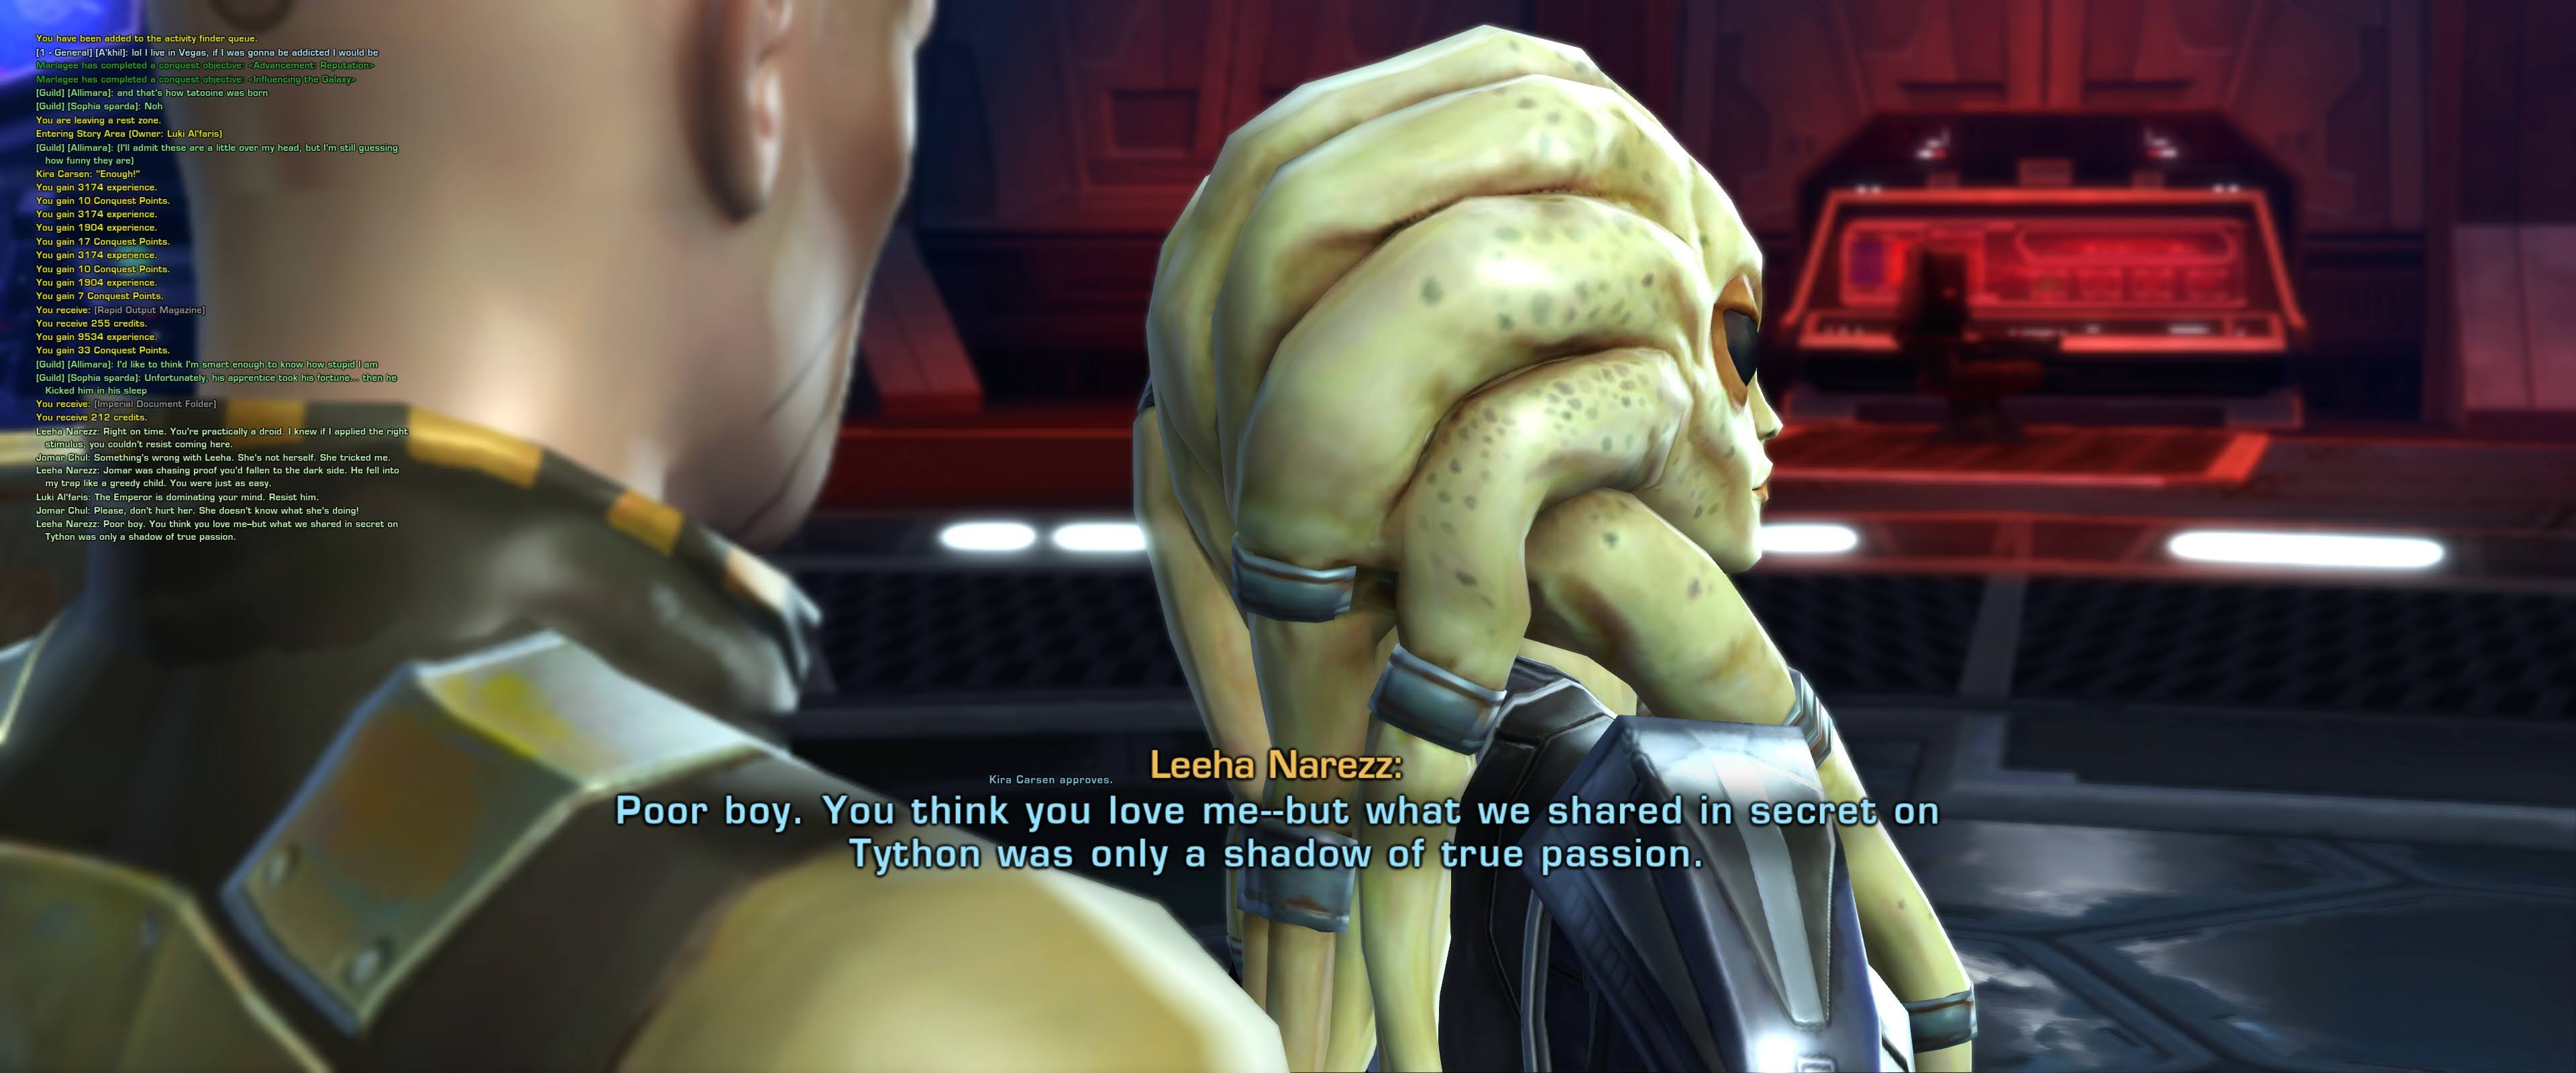 You have been added to the activity finder queue.
[1 - General] [A'khil]: lol I live in Vegas, if I was gonna be addicted I would be
Marlagee has completed a conquest objective: <Advancement: Reputation>
Marlagee has completed a conquest objective: <Influencing the Galaxy>
[Guild] [Allimara]: and that's how tatooine was born
[Guild] [Sophia sparda]: Noh
You are leaving a rest zone.
Entering Story Area (Owner: Luki Al'faris)
[Guild] [Allimara]: (I'll admit these are a little over my head, but I'm still guessing
how funny they are)
Kira Carsen: "Enough!"
You gain 3174 experience.
You gain 10 Conquest Points.
You gain 3174 experience.
You gain 1904 experience.
You gain 17 Conquest Points.
You gain 3174 experience.
You gain 10 Conquest Points.
You gain 1904 experience.
You gain 7 Conquest Points.
You receive: [Rapid Output Magazine]
You receive 255 credits.
You gain 9534 experience.
You gain 33 Conquest Points.
[Guild] [Allimara]: I'd like to think I'm smart enough to know how stupid I am
[Guild] [Sophia sparda]: Unfortunately, his apprentice took his fortune... then he
Kicked him in his sleep
You receive: [Imperial Document Folder]
You receive 212 credits.
Leeha Narezz: Right on time. You're practically a droid. I knew if I applied the right
stimulus, you couldn't resist coming here.
Jomar Chul: Something's wrong with Leeha. She's not herself. She tricked me.
Leeha Narezz: Jomar was chasing proof you'd fallen to the dark side. He fell into
my trap like a greedy child. You were just as easy.
Luki Al'faris: The Emperor is dominating your mind. Resist him.
Jomar Chul: Please, don't hurt her. She doesn't know what she's doing!
Leeha Narezz: Poor boy. You think you love me--but what we shared in secret on
Tython was only a shadow of true passion.
Kira Carsen approves.
Leeha Narezz:
Poor boy. You think you love me--but what we shared in secret on
Tython was only a shadow of true passion.